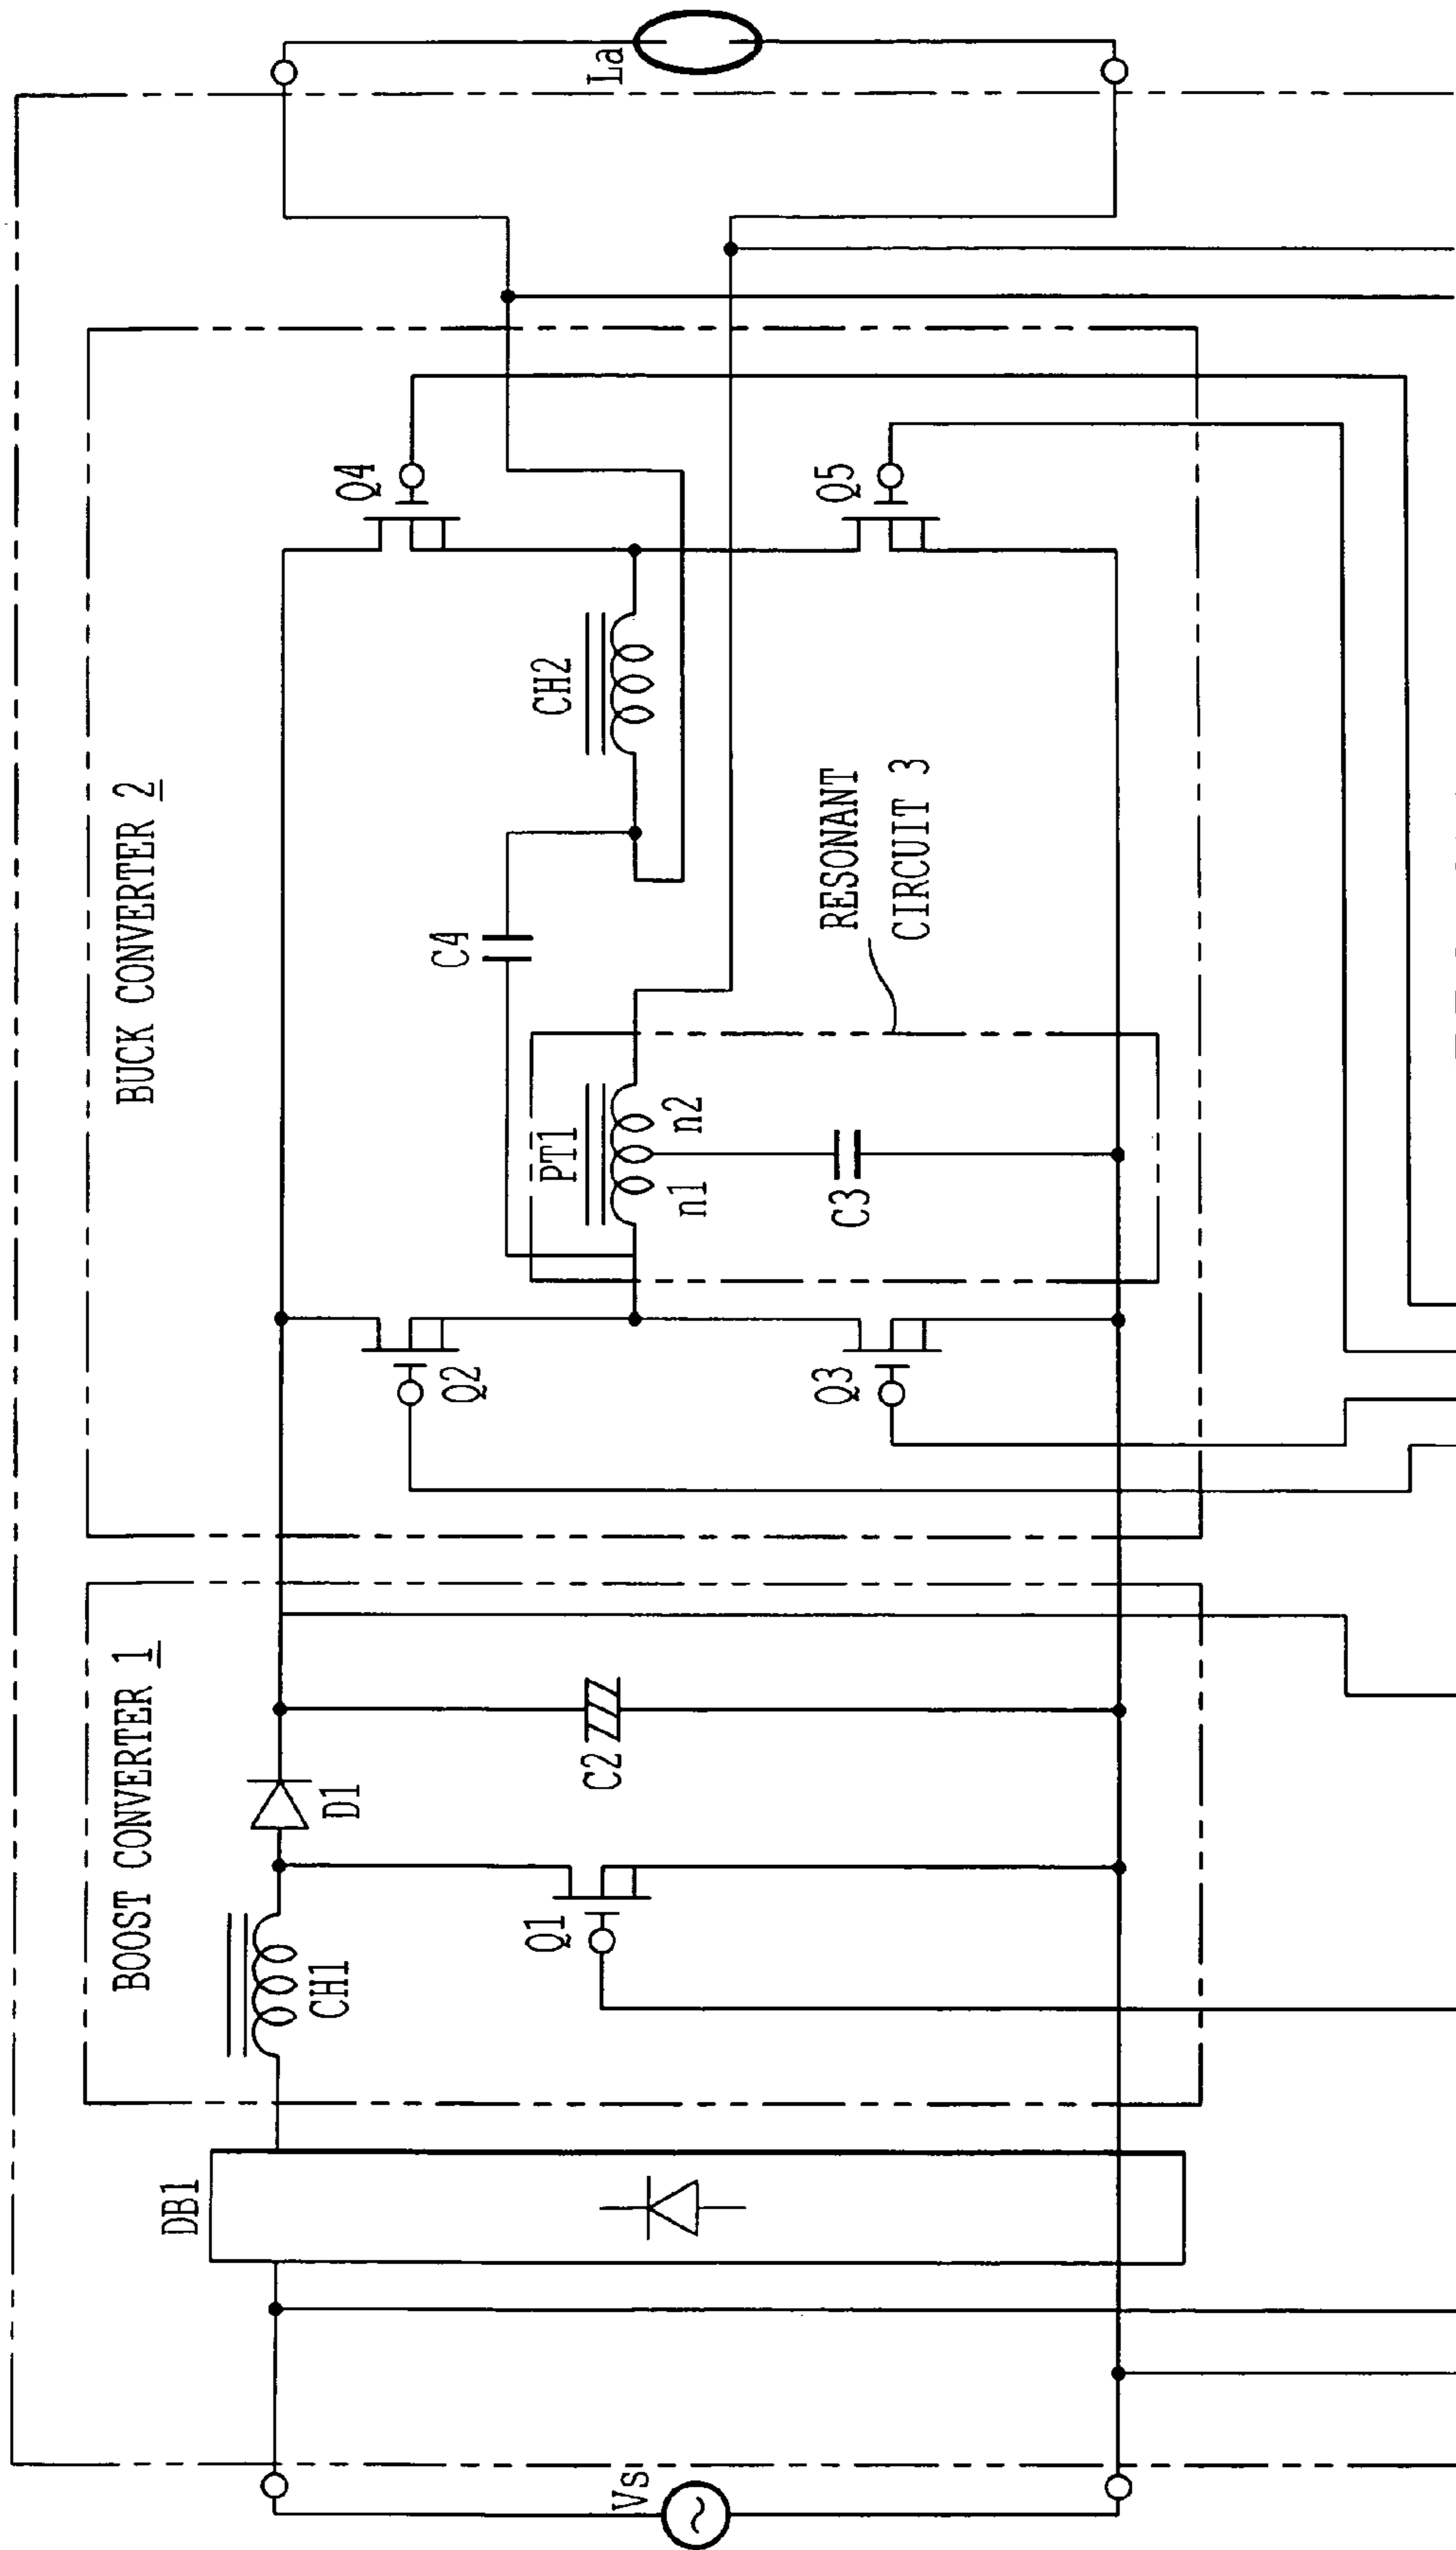 BOOST CONVERTER 1
BUCK CONVERTER 2
DB1
CH1
D1
Q1
C2
Vs
Q2
Q3
PT1
n1
n2
C3
C4
RESONANT
CIRCUIT 3
CH2
Q4
Q5
La